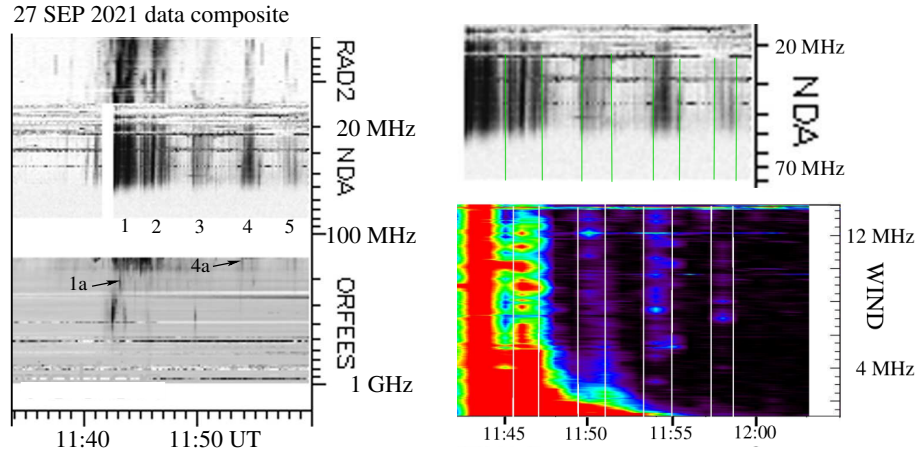 27 SEP 2021 data composite
RAD2
20 MHz
NDA
1 2 3 4 5
100 MHz
1a
4a
ORFEES
1 GHz
11:40 11:50 UT
20 MHz
NDA
70 MHz
12 MHz
WIND
4 MHz
11:45 11:50 11:55 12:00